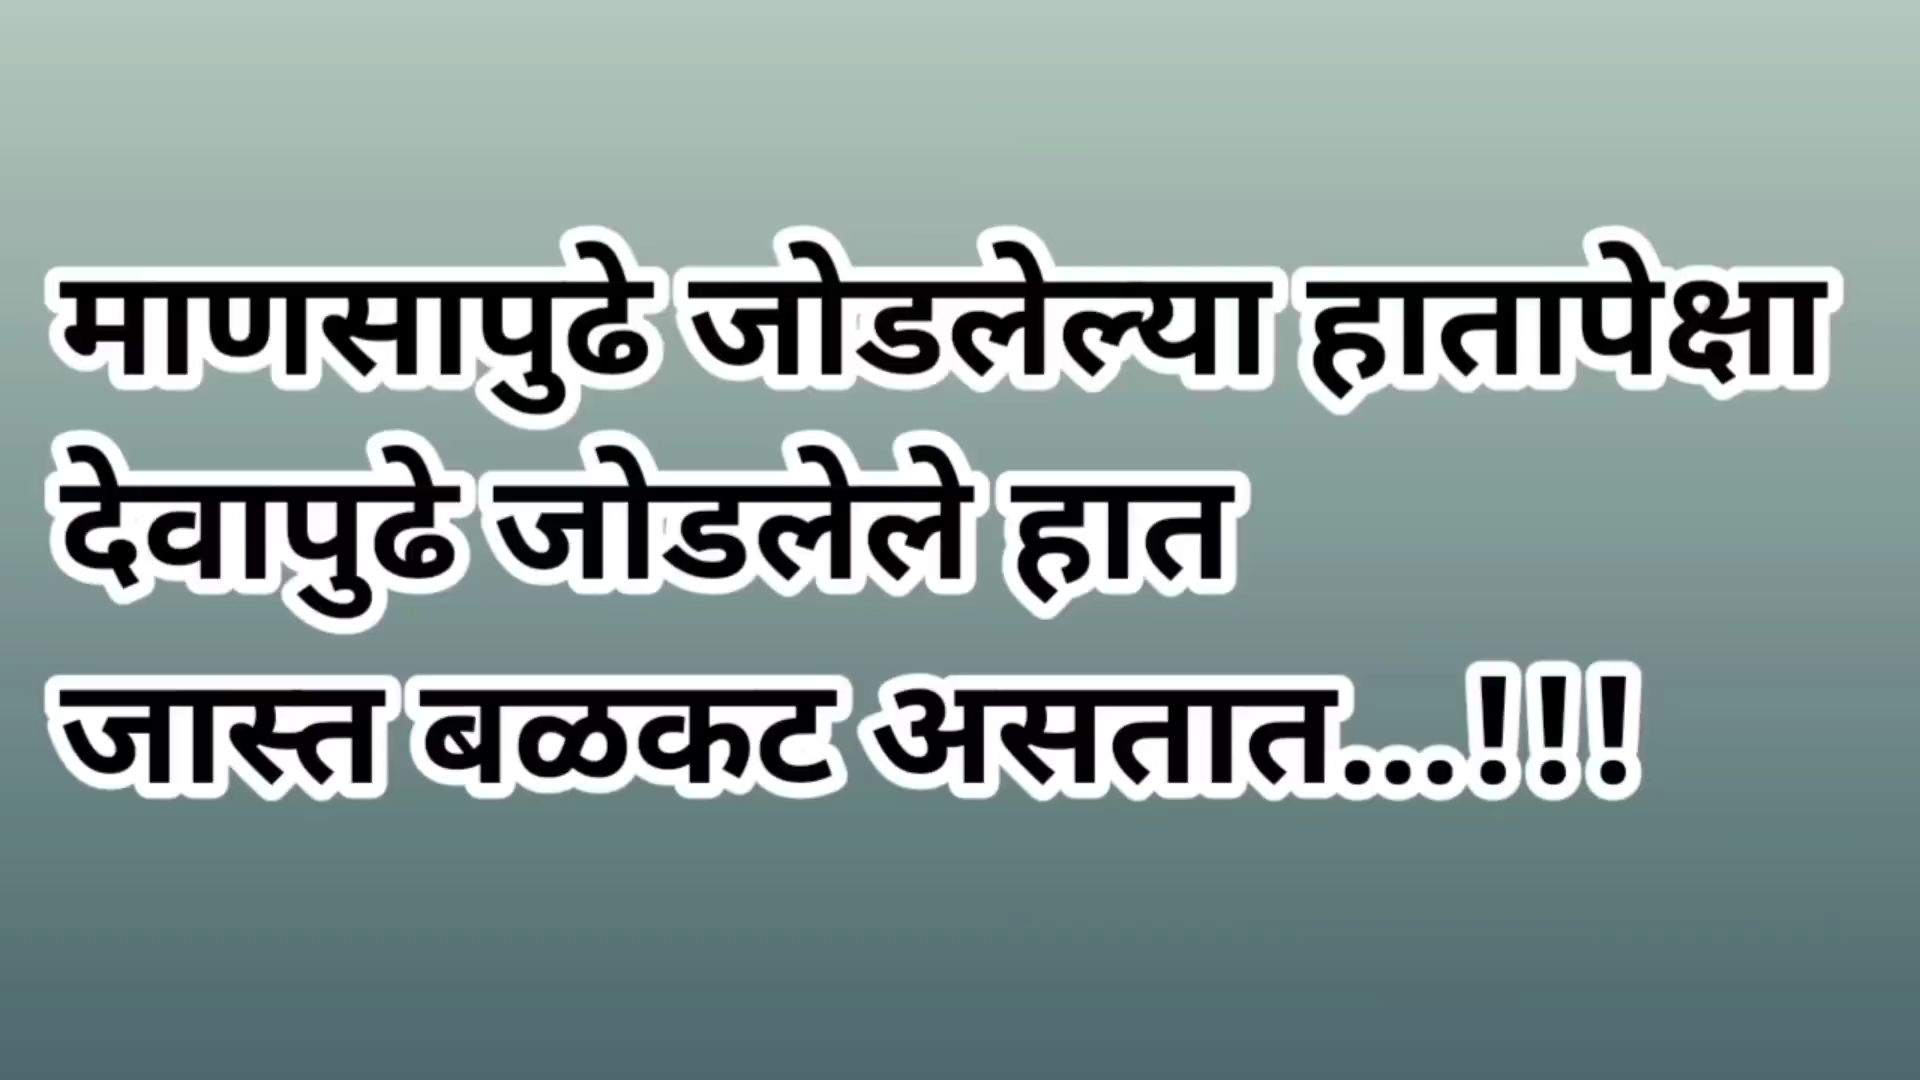 माणसापुढे जोडलेल्या हातापेक्षा
देवापुढे जोडलेले हात
जास्त बळकट असतात...!!!